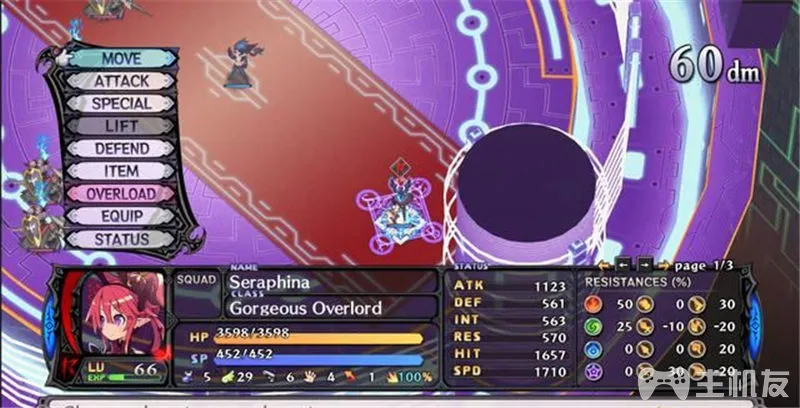 MOVE
ATTACK
SPECIAL
LIFT
DEFEND
ITEM
OVERLOAD
EQUIP
STATUS
60dm
SQUAD
NAME
Seraphina
CLASS
Gorgeous Overlord
HP 3598/3598
SP 452/452
LV 66
EXP
5 29 6 4 1 100%
STATUS
ATK 1123
DEF 561
INT 563
RES 570
HIT 1657
SPD 1710
page 1/3
RESISTANCES (%)
50 0 30
25 -10 -20
0 0 20
0 30 -20
主机友